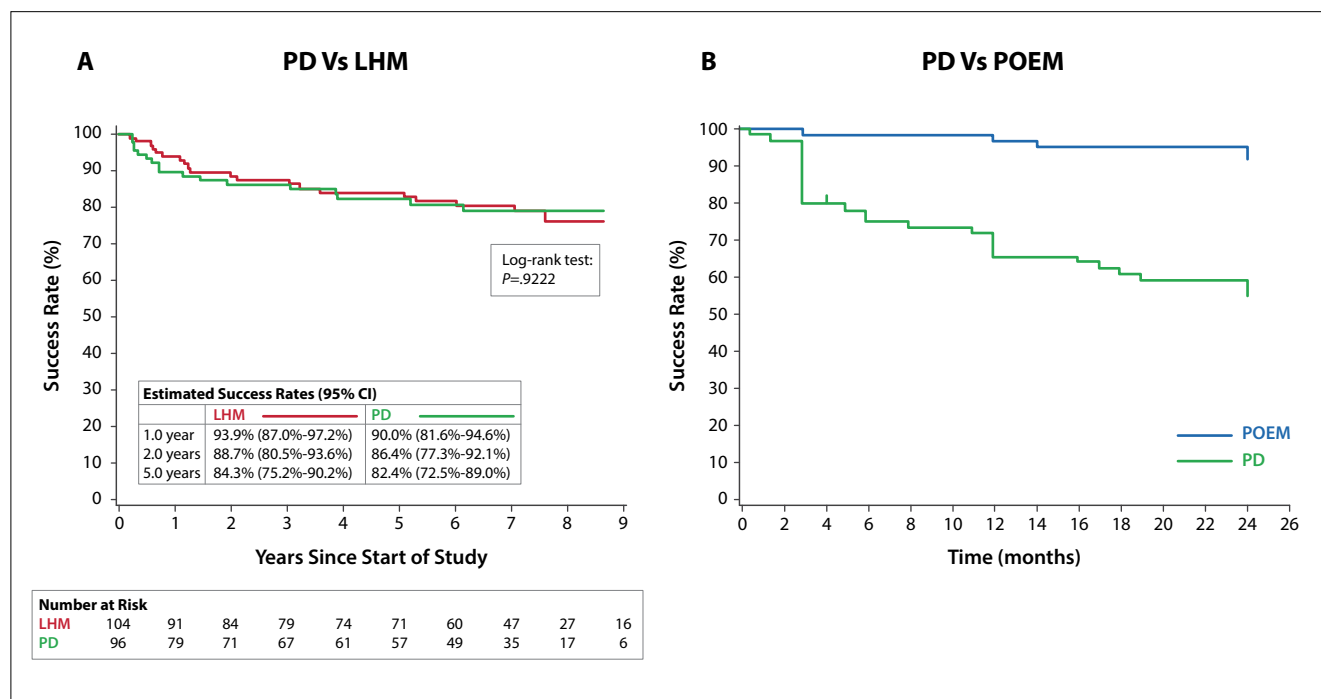 A PD Vs LHM
100
90
80
70
60
50
40
30
20
10
0
Success Rate (%)
Log-rank test:
P=.9222
Estimated Success Rates (95% CI)
LHM PD
1.0 year 93.9% (87.0%-97.2%) 90.0% (81.6%-94.6%)
2.0 years 88.7% (80.5%-93.6%) 86.4% (77.3%-92.1%)
5.0 years 84.3% (75.2%-90.2%) 82.4% (72.5%-89.0%)
0 1 2 3 4 5 6 7 8 9
Years Since Start of Study
Number at Risk
LHM 104 91 84 79 74 71 60 47 27 16
PD 96 79 71 67 61 57 49 35 17 6
B PD Vs POEM
100
90
80
70
60
50
40
30
20
10
0
Success Rate (%)
POEM
PD
0 2 4 6 8 10 12 14 16 18 20 22 24 26
Time (months)